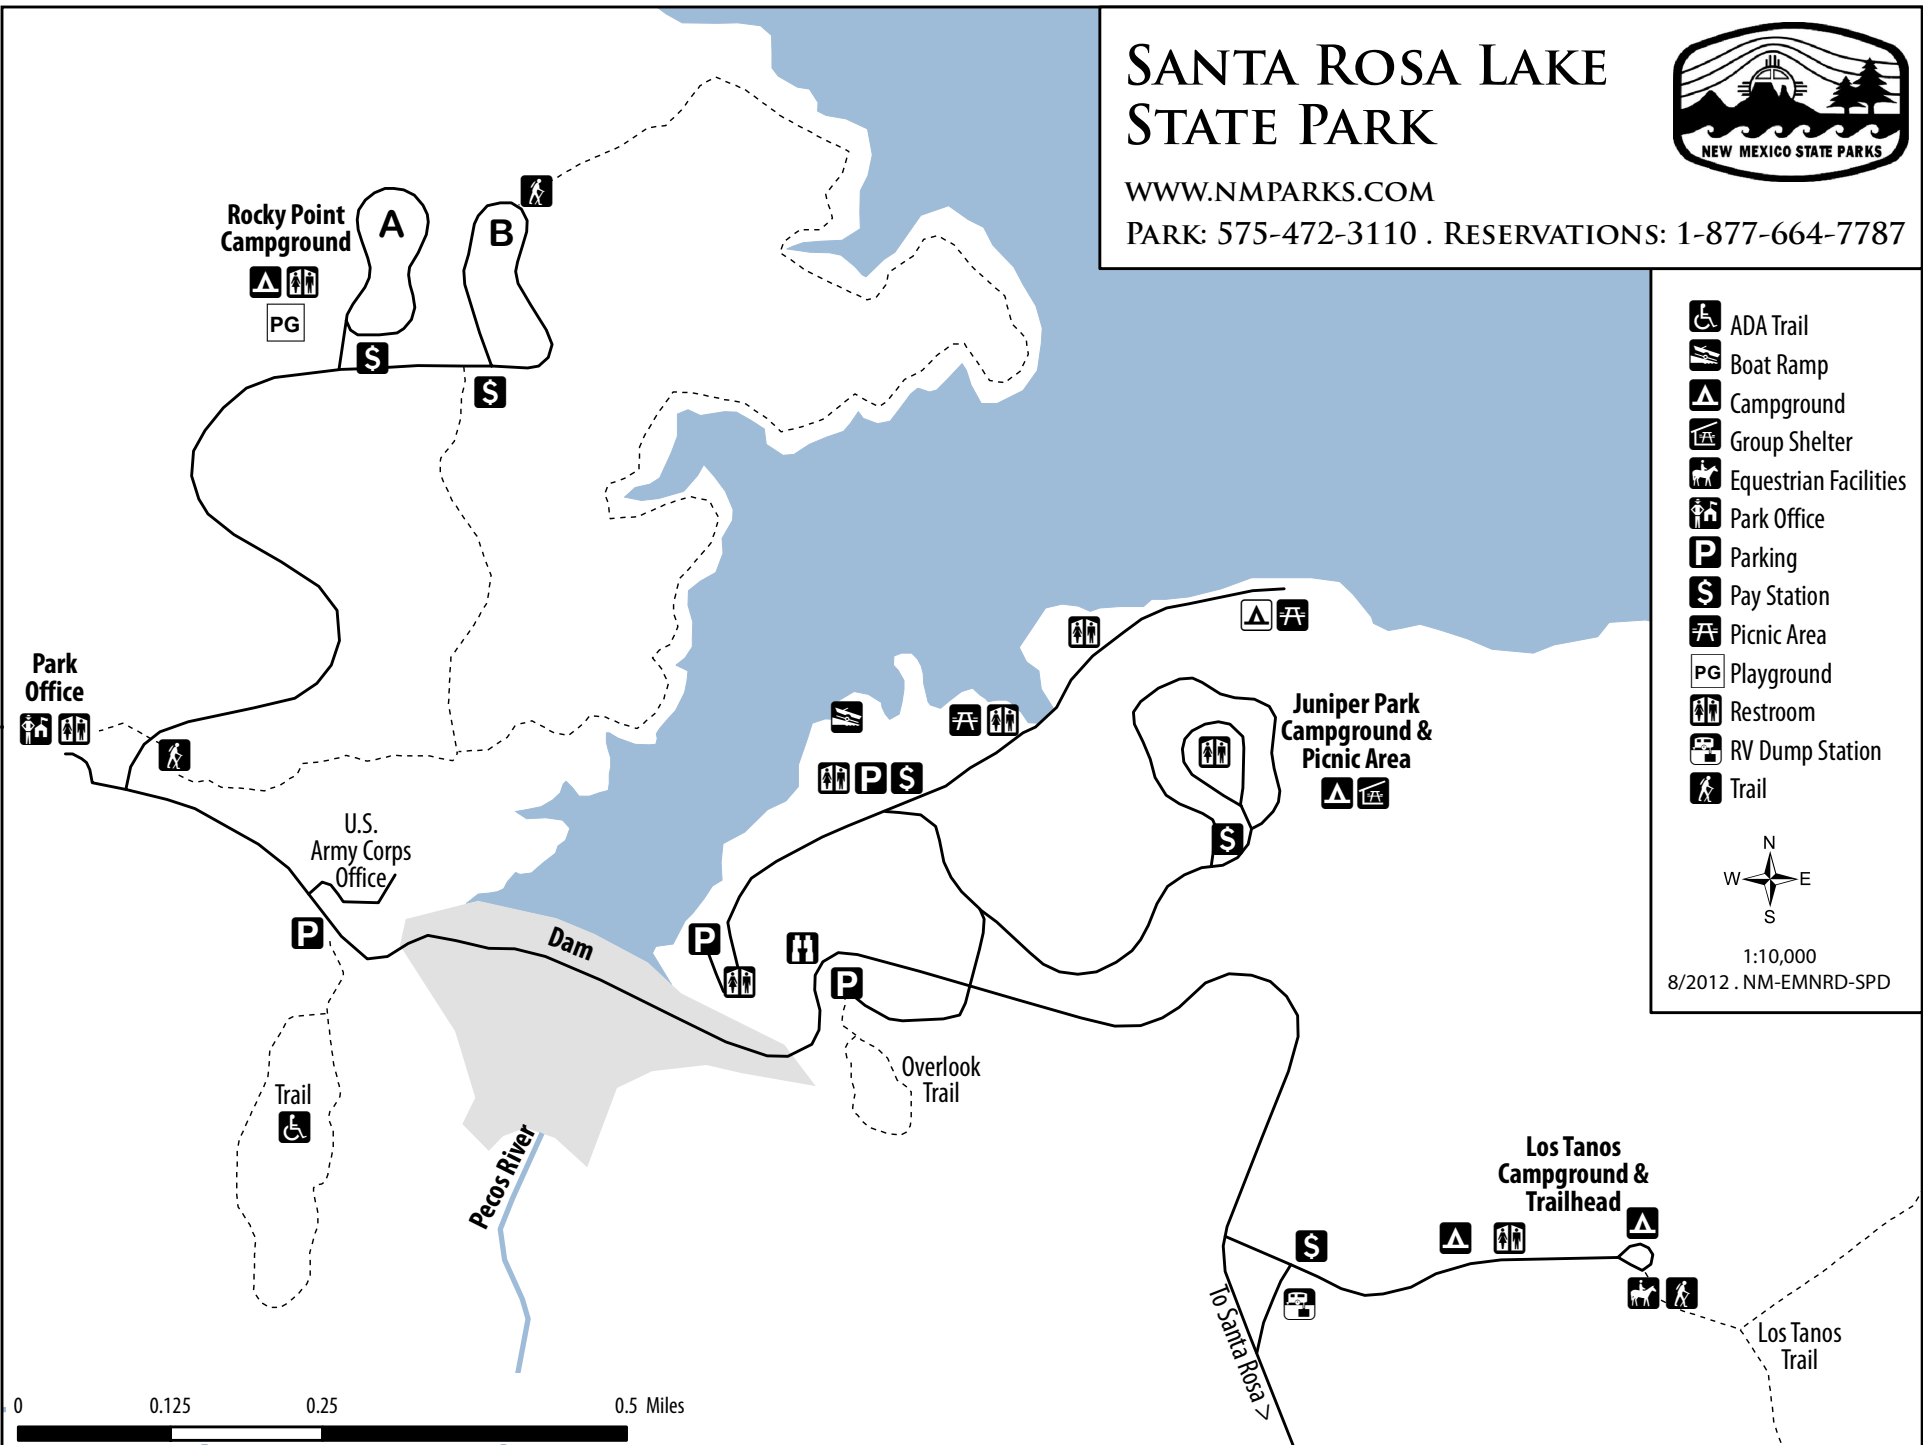 SANTA ROSA LAKE
STATE PARK
WWW.NMPARKS.COM
PARK: 575-472-3110 . RESERVATIONS: 1-877-664-7787
NEW MEXICO STATE PARKS
Rocky Point
Campground
A
B
PG
$
$
ADA Trail
Boat Ramp
Campground
Group Shelter
Equestrian Facilities
Park Office
P Parking
$ Pay Station
Picnic Area
PG Playground
Restroom
RV Dump Station
Trail
N
W E
S
1:10,000
8/2012 . NM-EMNRD-SPD
Park
Office
U.S.
Army Corps
Office
P
Dam
P
P
P $
Juniper Park
Campground &
Picnic Area
$
Overlook
Trail
Trail
Pecos River
Los Tanos
Campground &
Trailhead
$
To Santa Rosa >
Los Tanos
Trail
0 0.125 0.25 0.5 Miles